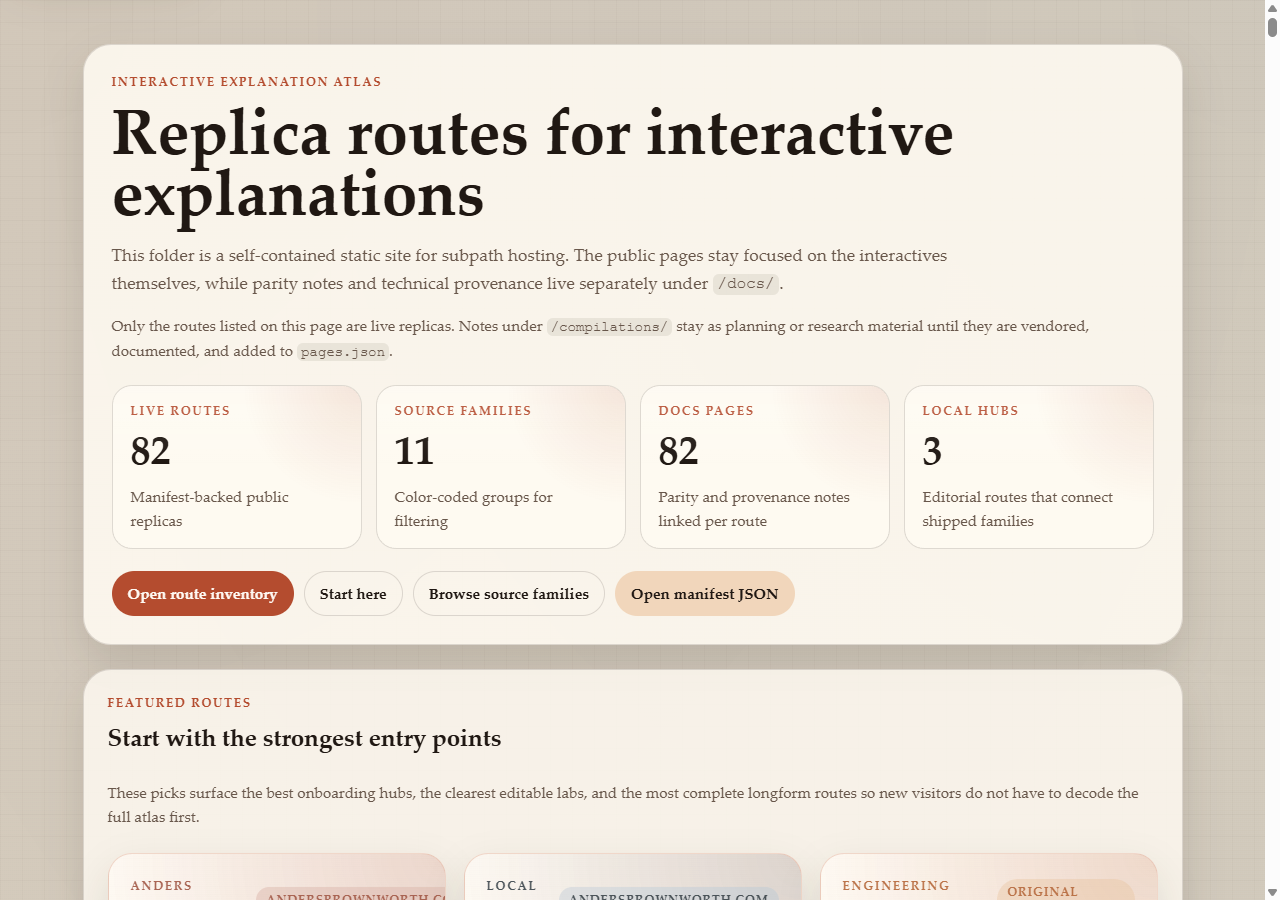 INTERACTIVE EXPLANATION ATLAS
Replica routes for interactive
explanations
This folder is a self-contained static site for subpath hosting. The public pages stay focused on the interactives
themselves, while parity notes and technical provenance live separately under /docs/.
Only the routes listed on this page are live replicas. Notes under /compilations/ stay as planning or research material until they are vendored,
documented, and added to pages.json.
LIVE ROUTES
82
Manifest-backed public
replicas
SOURCE FAMILIES
11
Color-coded groups for
filtering
DOCS PAGES
82
Parity and provenance notes
linked per route
LOCAL HUBS
3
Editorial routes that connect
shipped families
Open route inventory
Start here
Browse source families
Open manifest JSON
FEATURED ROUTES
Start with the strongest entry points
These picks surface the best onboarding hubs, the clearest editable labs, and the most complete longform routes so new visitors do not have to decode the
full atlas first.
ANDERS
ANDERSBROWNWORTH.C
LOCAL
ANDERSBROWNWORTH.COM
ENGINEERING
ORIGINAL